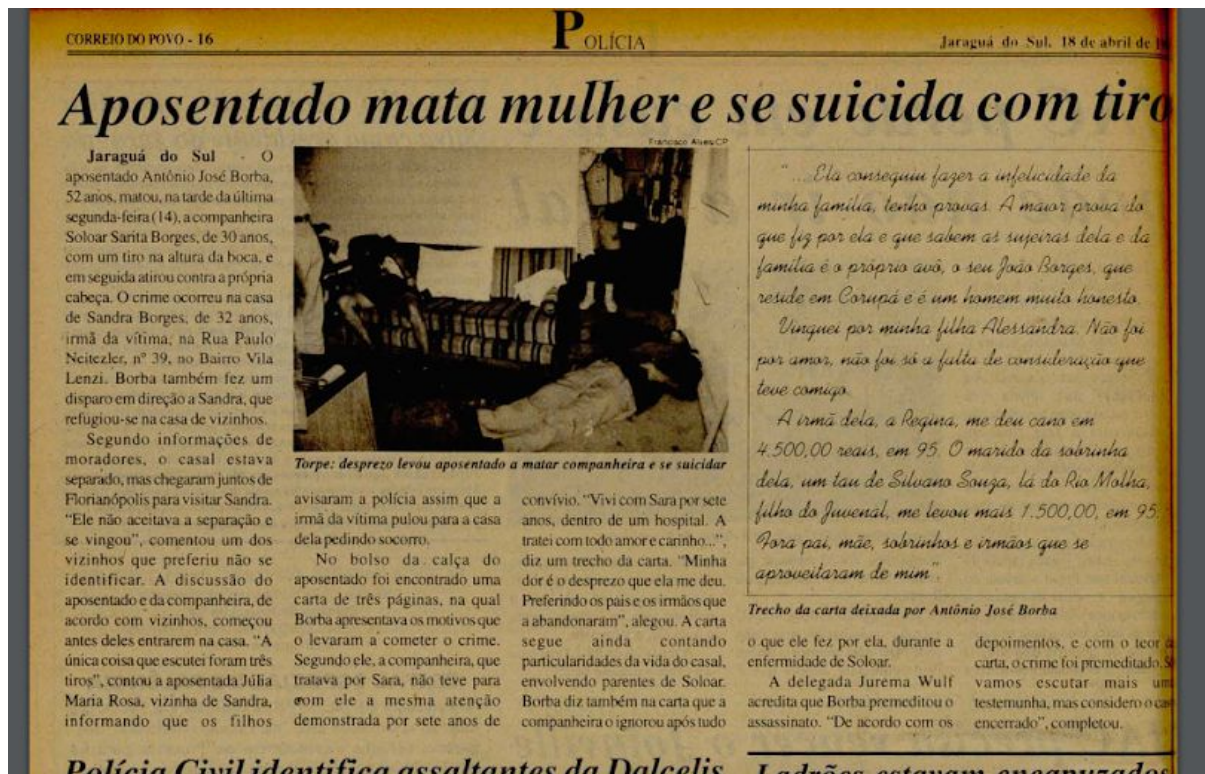 CORREIO DO POVO - 16
POLÍCIA
Jaraguá do Sul, 18 de abril de
Aposentado mata mulher e se suicida com tiro
Jaraguá do Sul - O
aposentado Antônio José Borba,
52 anos, matou, na tarde da última
segunda-feira (14), a companheira
Soloar Sarita Borges, de 30 anos,
com um tiro na altura da boca, e
em seguida atirou contra a própria
cabeça. O crime ocorreu na casa
de Sandra Borges, de 32 anos,
irmã da vítima, na Rua Paulo
Neitezler, nº 39, no Bairro Vila
Lenzi. Borba também fez um
disparo em direção a Sandra, que
refugiou-se na casa de vizinhos.
Segundo informações de
moradores, o casal estava
separado, mas chegaram juntos de
Florianópolis para visitar Sandra.
"Ele não aceitava a separação e
se vingou", comentou um dos
vizinhos que preferiu não se
identificar. A discussão do
aposentado e da companheira, de
acordo com vizinhos, começou
antes deles entrarem na casa. "A
única coisa que escutei foram três
tiros", contou a aposentada Júlia
Maria Rosa, vizinha de Sandra,
informando que os filhos
Francisco Alves/CP
Torpe: desprezo levou aposentado a matar companheira e se suicidar
avisaram a polícia assim que a
irmã da vítima pulou para a casa
dela pedindo socorro.
No bolso da calça do
aposentado foi encontrado uma
carta de três páginas, na qual
Borba apresentava os motivos que
o levaram a cometer o crime.
Segundo ele, a companheira, que
tratava por Sara, não teve para
com ele a mesma atenção
demonstrada por sete anos de
convívio. "Vivi com Sara por sete
anos, dentro de um hospital. A
tratei com todo amor e carinho...",
diz um trecho da carta. "Minha
dor é o desprezo que ela me deu.
Preferindo os pais e os irmãos que
a abandonaram", alegou. A carta
segue ainda contando
particularidades da vida do casal,
envolvendo parentes de Soloar.
Borba diz também na carta que a
companheira o ignorou após tudo
"...Ela conseguiu fazer a infelicidade da
minha família, tenho provas. A maior prova do
que fiz por ela e que sabem as sujeiras dela e da
família é o próprio avô, o seu João Borges, que
reside em Corupá e é um homem muito honesto.
Vinguei por minha filha Alessandra. Não foi
por amor, não foi só a falta de consideração que
teve comigo.
A irmã dela, a Regina, me deu cano em
4.500,00 reais, em 95. O marido da sobrinha
dela, um tau de Silvano Souza, lá do Rio Molha,
filho do Juvenal, me levou mais 1.500,00, em 95.
Fora pai, mãe, sobrinhos e irmãos que se
aproveitaram de mim".
Trecho da carta deixada por Antônio José Borba
o que ele fez por ela, durante a
enfermidade de Soloar.
A delegada Jurema Wulf
acredita que Borba premeditou o
assassinato. "De acordo com os
depoimentos, e com o teor
carta, o crime foi premeditado.
vamos escutar mais
testemunha, mas considero o
encerrado", completou.
Polícia Civil identifica assaltantes da Dalcelis
Ladrões estavam encapuzados